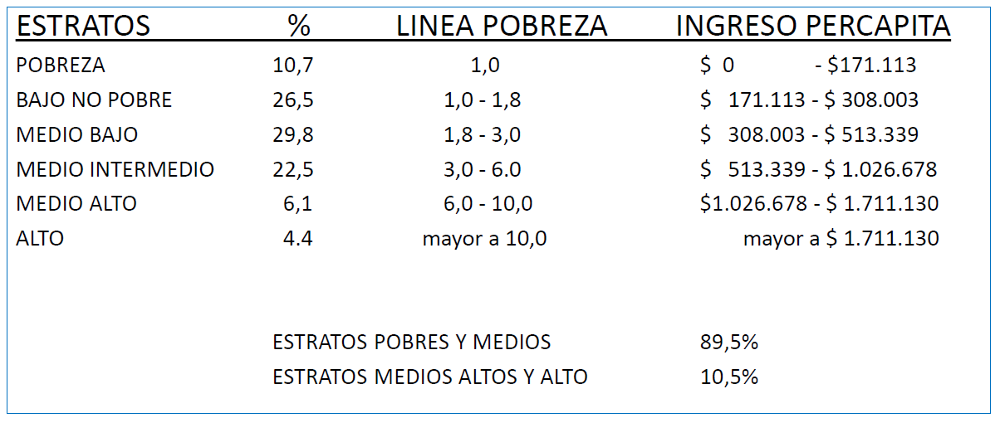 ESTRATOS % LINEA POBREZA INGRESO PERCAPITA
POBREZA 10,7 1,0 $ 0 - $171.113
BAJO NO POBRE 26,5 1,0 - 1,8 $ 171.113 - $ 308.003
MEDIO BAJO 29,8 1,8 - 3,0 $ 308.003 - $ 513.339
MEDIO INTERMEDIO 22,5 3,0 - 6.0 $ 513.339 - $ 1.026.678
MEDIO ALTO 6,1 6,0 - 10,0 $1.026.678 - $ 1.711.130
ALTO 4.4 mayor a 10,0 mayor a $ 1.711.130
ESTRATOS POBRES Y MEDIOS 89,5%
ESTRATOS MEDIOS ALTOS Y ALTO 10,5%